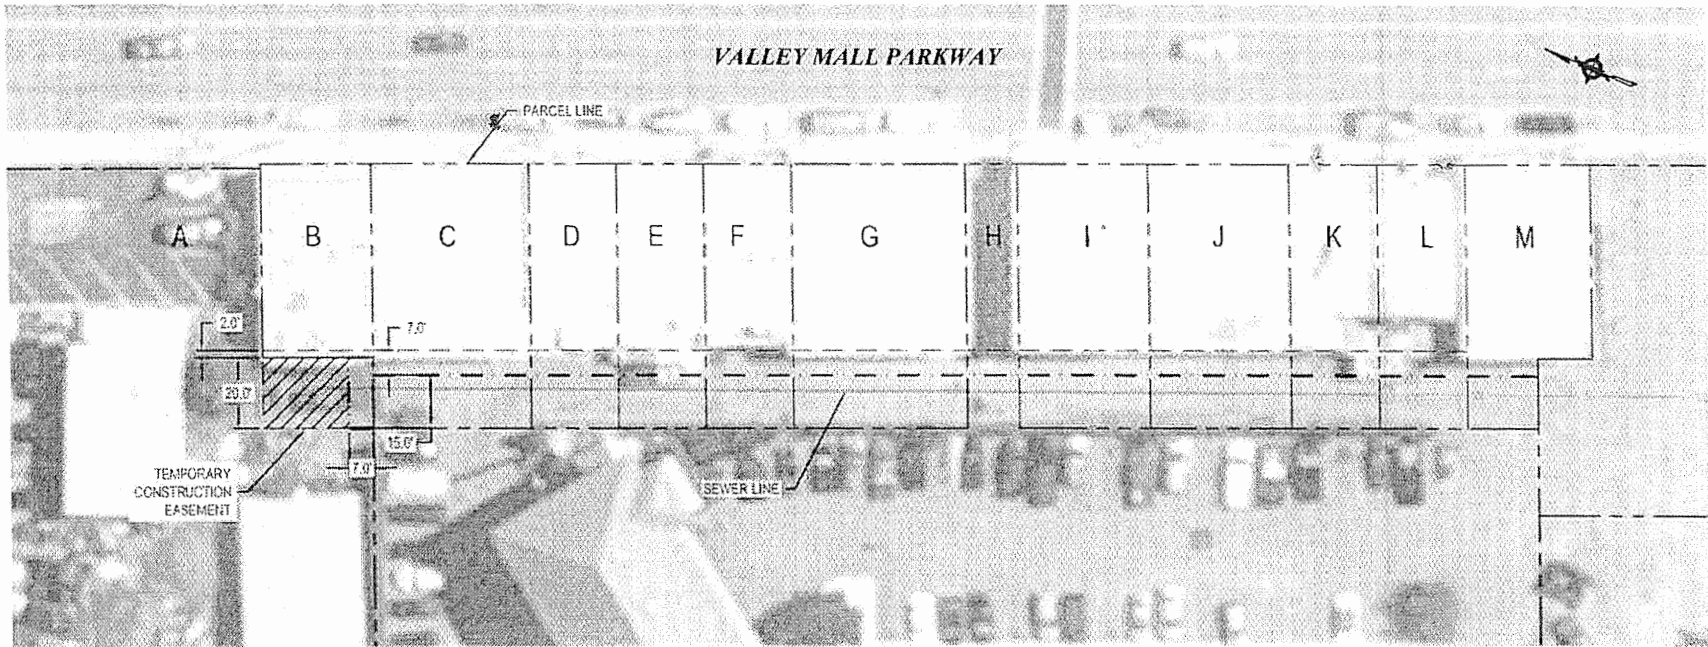 VALLEY MALL PARKWAY
PARCEL LINE
A
B
C
D
E
F
G
H
I
J
K
L
M
2.0'
7.0'
20.0'
15.0'
7.0'
TEMPORARY
CONSTRUCTION
EASEMENT
SEWER LINE